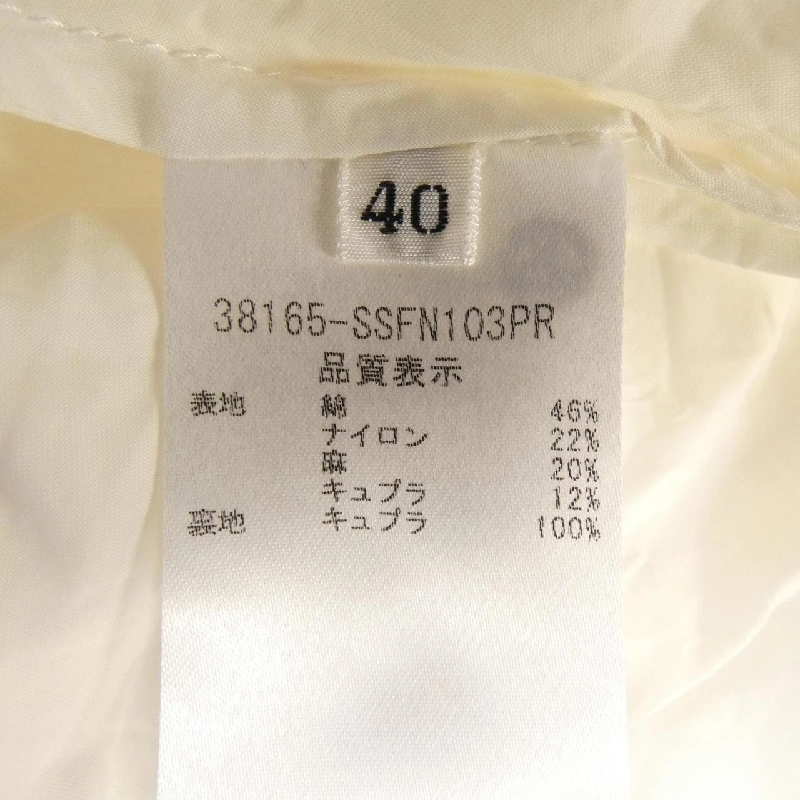 40
38165-SSFN103PR
品質表示
表地 綿 46%
ナイロン 22%
麻 20%
キュプラ 12%
裏地 キュプラ 100%